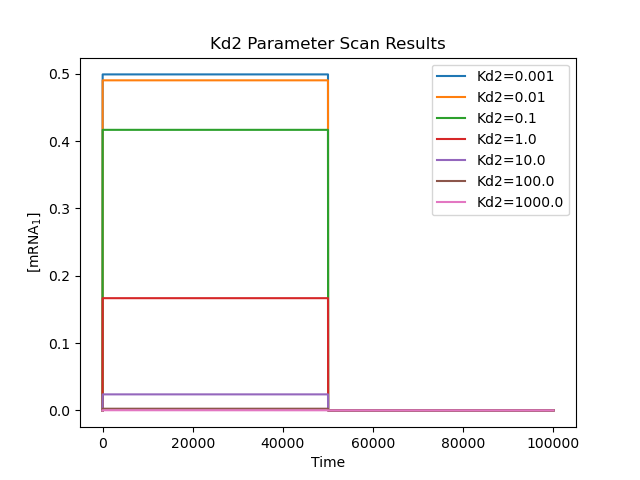 Kd2 Parameter Scan Results
0.5
0.4
0.3
0.2
0.1
0.0
[mRNA₁]
Kd2=0.001
Kd2=0.01
Kd2=0.1
Kd2=1.0
Kd2=10.0
Kd2=100.0
Kd2=1000.0
0 20000 40000 60000 80000 100000
Time